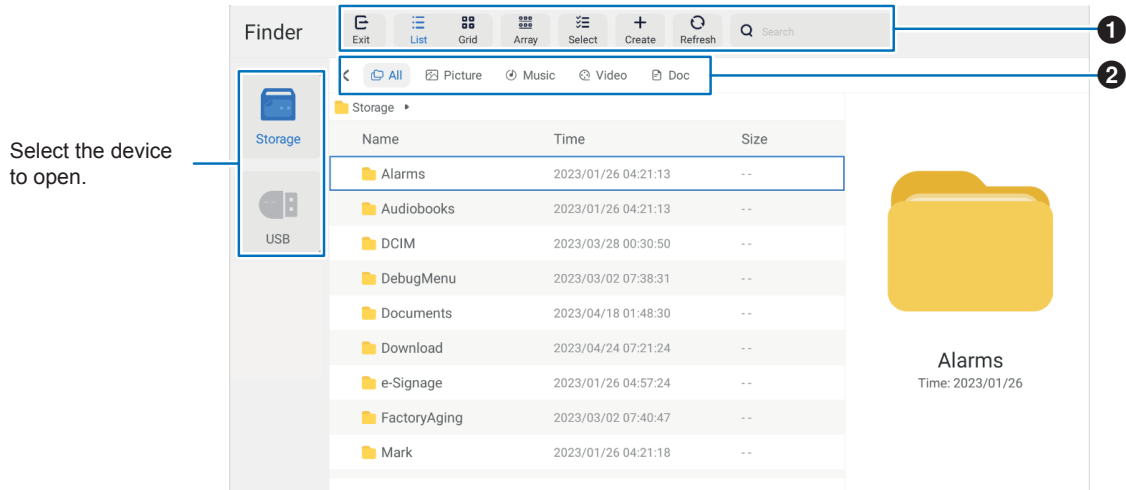 Finder
Exit List Grid Array Select Create Refresh Search
1
All Picture Music Video Doc
2
Storage
Storage
USB
Select the device
to open.
Name Time Size
Alarms 2023/01/26 04:21:13 - -
Audiobooks 2023/01/26 04:21:13 - -
DCIM 2023/03/28 00:30:50 - -
DebugMenu 2023/03/02 07:38:31 - -
Documents 2023/04/18 01:48:30 - -
Download 2023/04/24 07:21:24 - -
e-Signage 2023/01/26 04:57:24 - -
FactoryAging 2023/03/02 07:40:47 - -
Mark 2023/01/26 04:21:18 - -
Alarms
Time: 2023/01/26